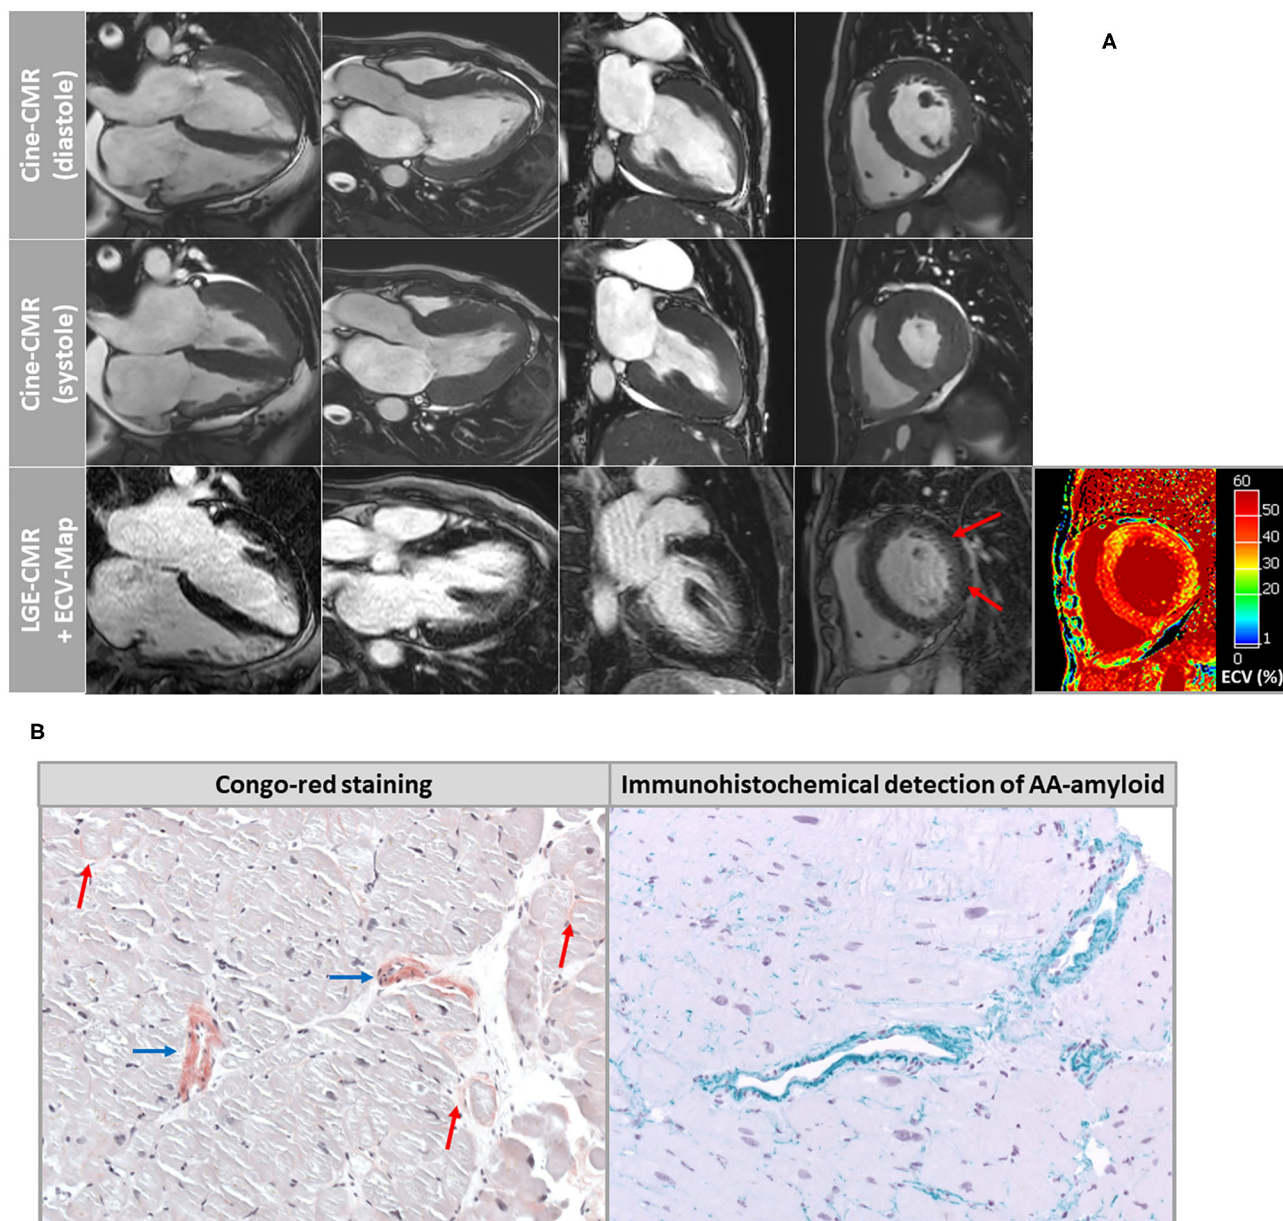 A
Cine-CMR
(diastole)
Cine-CMR
(systole)
LGE-CMR
+ ECV-Map
60
50
40
30
20
10
1
0
ECV (%)
B
Congo-red staining
Immunohistochemical detection of AA-amyloid